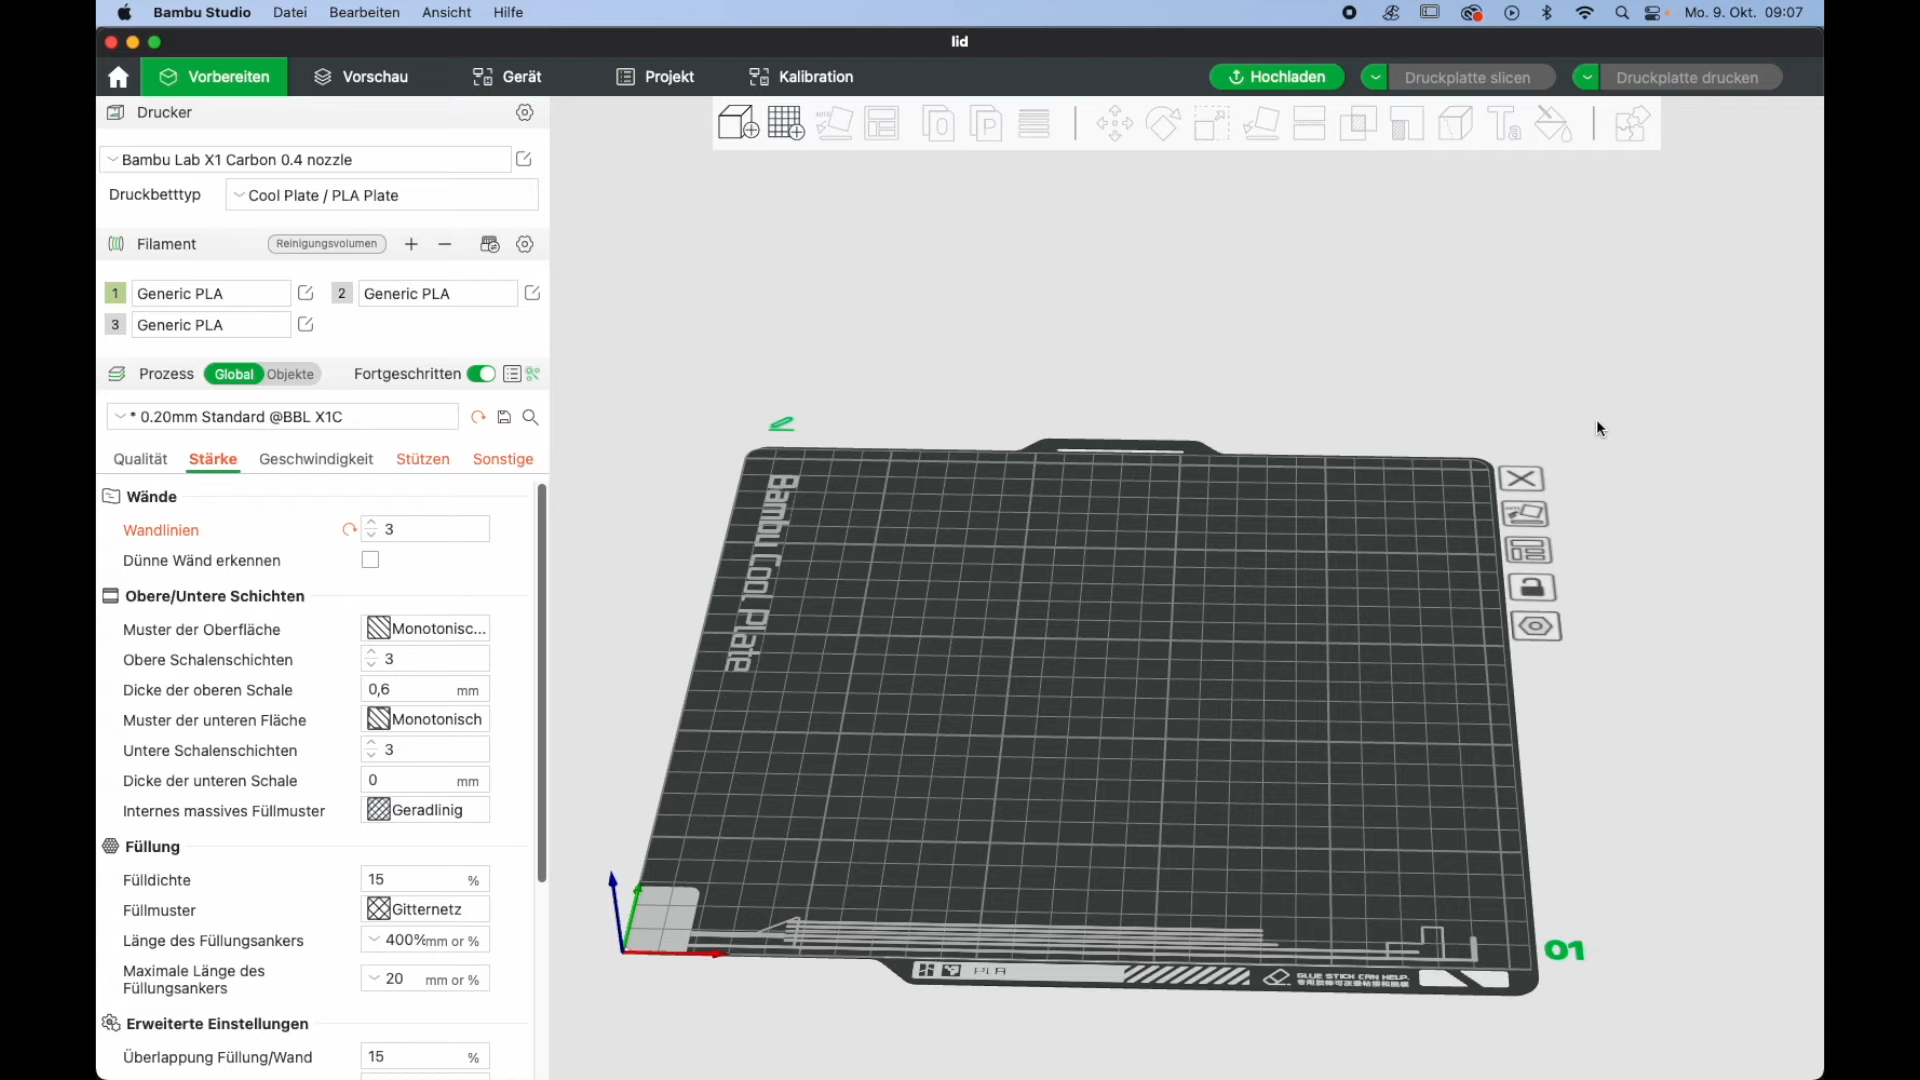 Bambu Studio Datei Bearbeiten Ansicht Hilfe Mo. 9. Okt. 09:07
lid
Vorbereiten Vorschau Gerät Projekt Kalibration Hochladen Druckplatte slicen Druckplatte drucken
Drucker
Bambu Lab X1 Carbon 0.4 nozzle
Druckbetttyp Cool Plate / PLA Plate
Filament Reinigungsvolumen + −
1 Generic PLA 2 Generic PLA
3 Generic PLA
Prozess Global Objekte Fortgeschritten
* 0.20mm Standard @BBL X1C
Qualität Stärke Geschwindigkeit Stützen Sonstige
Wände
Wandlinien 3
Dünne Wänd erkennen
Obere/Untere Schichten
Muster der Oberfläche Monotonisc...
Obere Schalenschichten 3
Dicke der oberen Schale 0,6 mm
Muster der unteren Fläche Monotonisch
Untere Schalenschichten 3
Dicke der unteren Schale 0 mm
Internes massives Füllmuster Geradlinig
Füllung
Fülldichte 15 %
Füllmuster Gitternetz
Länge des Füllungsankers 400% mm or %
Maximale Länge des
Füllungsankers 20 mm or %
Erweiterte Einstellungen
Überlappung Füllung/Wand 15 %
AUTO
Bambu Cool Plate
01
PLA
GLUE STICK CAN HELP.